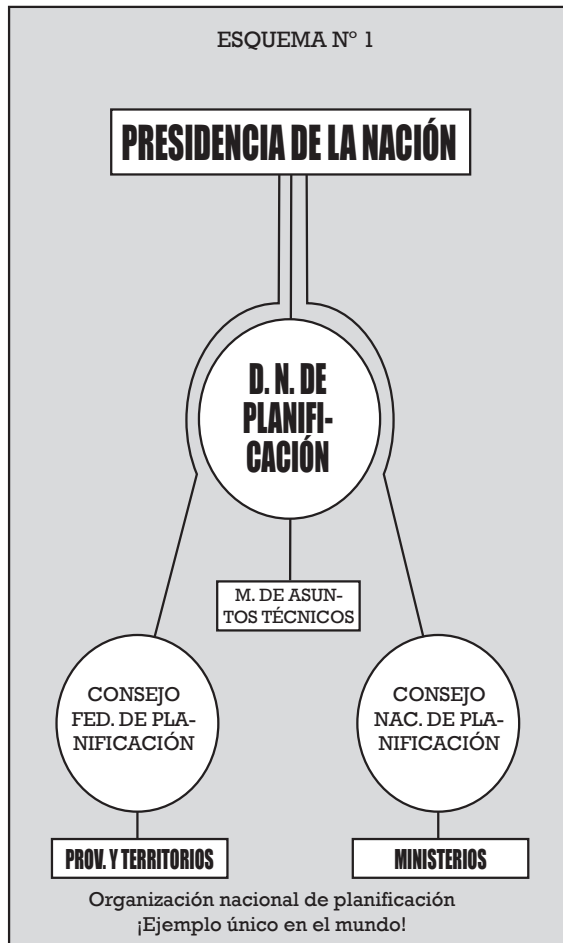 ESQUEMA Nº 1
PRESIDENCIA DE LA NACIÓN
D. N. DE
PLANIFI-
CACIÓN
M. DE ASUN-
TOS TÉCNICOS
CONSEJO
FED. DE PLA-
NIFICACIÓN
CONSEJO
NAC. DE PLA-
NIFICACIÓN
PROV. Y TERRITORIOS
MINISTERIOS
Organización nacional de planificación
¡Ejemplo único en el mundo!